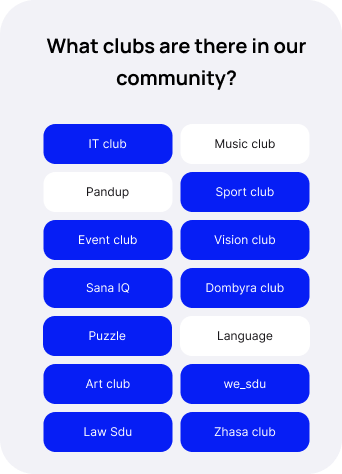 What clubs are there in our
community?
IT club
Music club
Pandup
Sport club
Event club
Vision club
Sana IQ
Dombyra club
Puzzle
Language
Art club
we_sdu
Law Sdu
Zhasa club